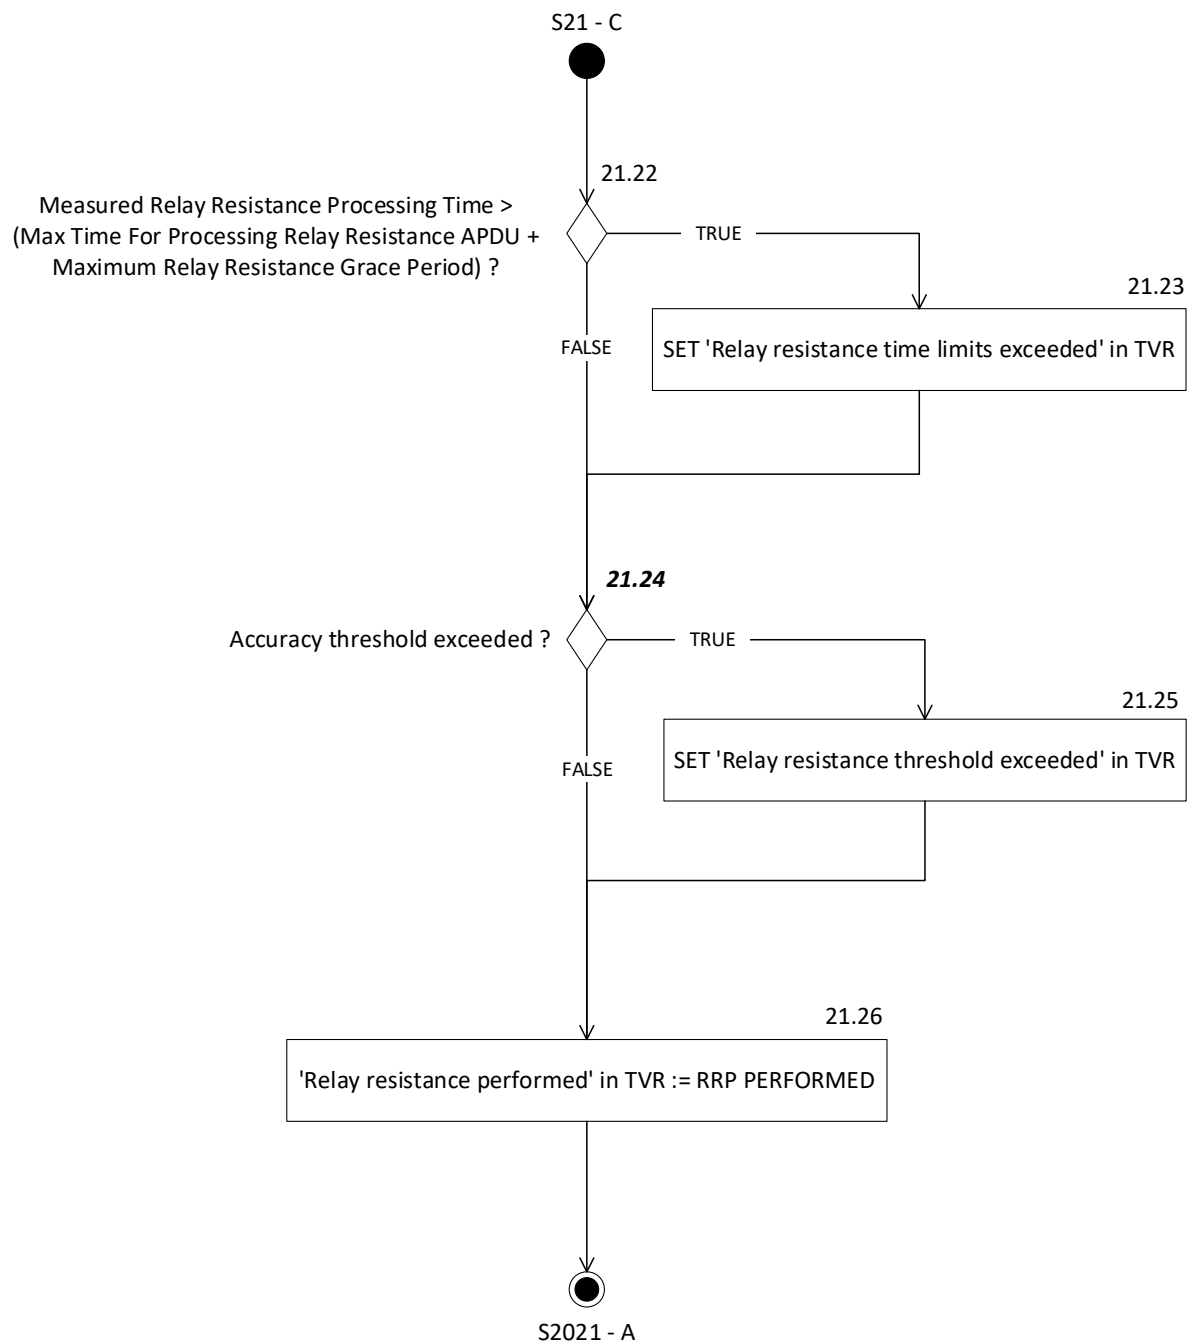 S21 - C
21.22
Measured Relay Resistance Processing Time >
(Max Time For Processing Relay Resistance APDU +
Maximum Relay Resistance Grace Period) ?
TRUE
21.23
SET 'Relay resistance time limits exceeded' in TVR
FALSE
21.24
Accuracy threshold exceeded ?
TRUE
21.25
SET 'Relay resistance threshold exceeded' in TVR
FALSE
21.26
'Relay resistance performed' in TVR := RRP PERFORMED
S2021 - A